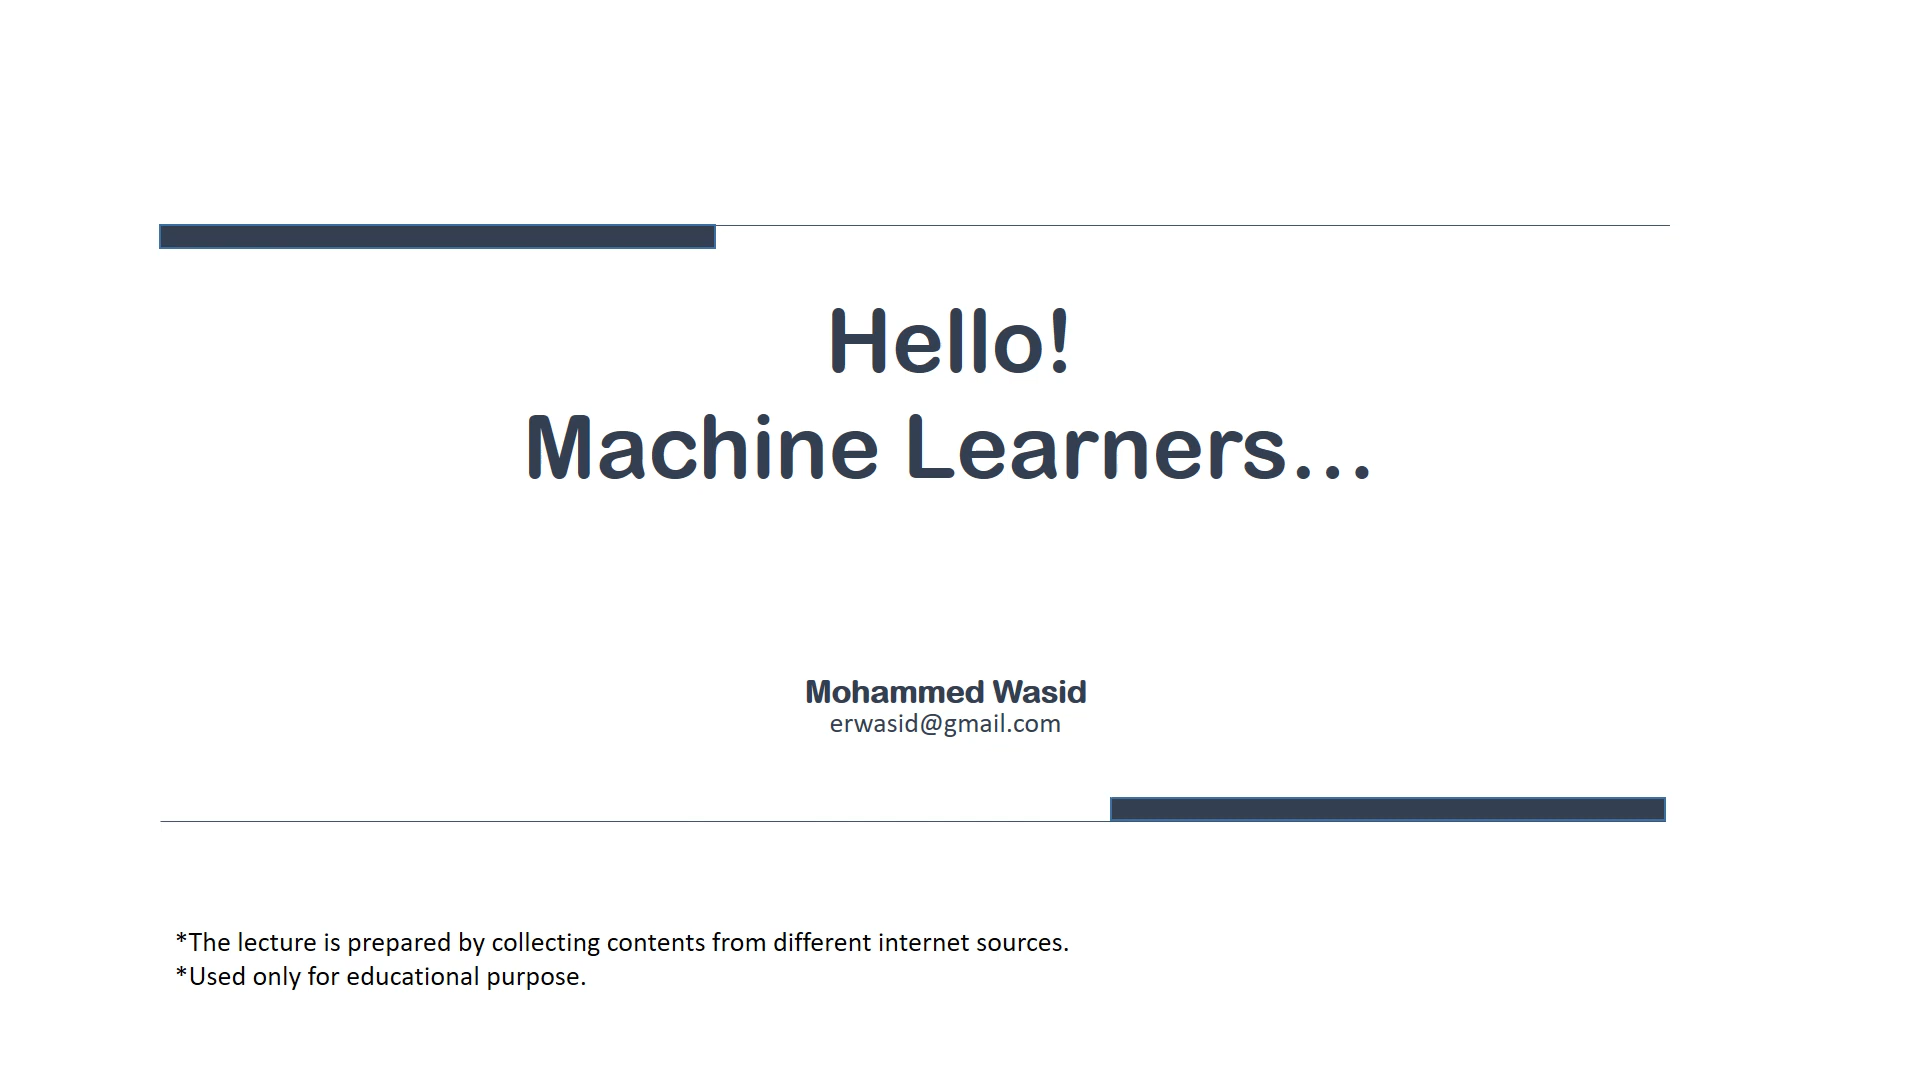 Hello!
Machine Learners...
Mohammed Wasid
erwasid@gmail.com
*The lecture is prepared by collecting contents from different internet sources.
*Used only for educational purpose.